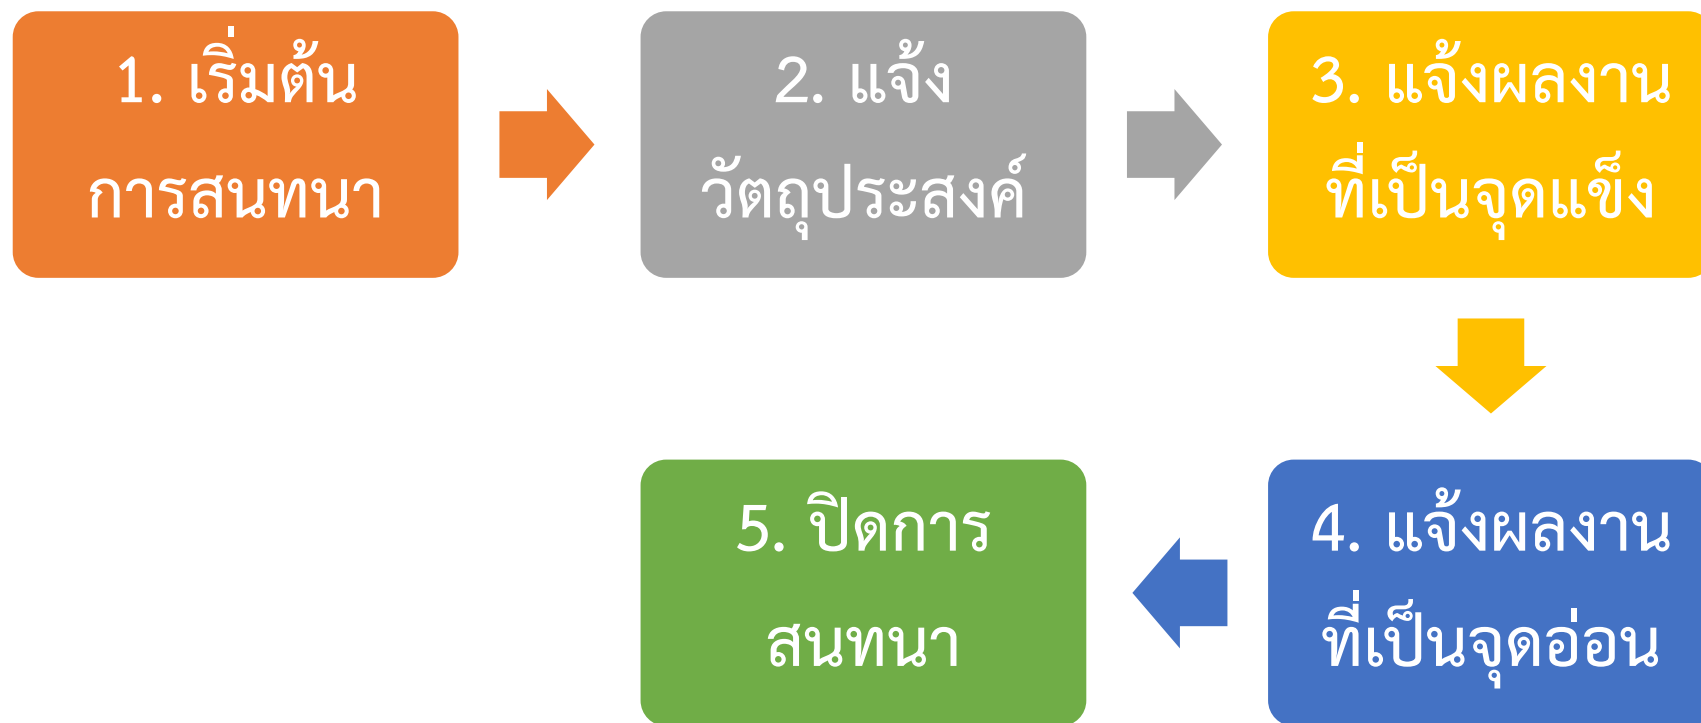 1. เริ่มต้น
การสนทนา
2. แจ้ง
วัตถุประสงค์
3. แจ้งผลงาน
ที่เป็นจุดแข็ง
4. แจ้งผลงาน
ที่เป็นจุดอ่อน
5. ปิดการ
สนทนา